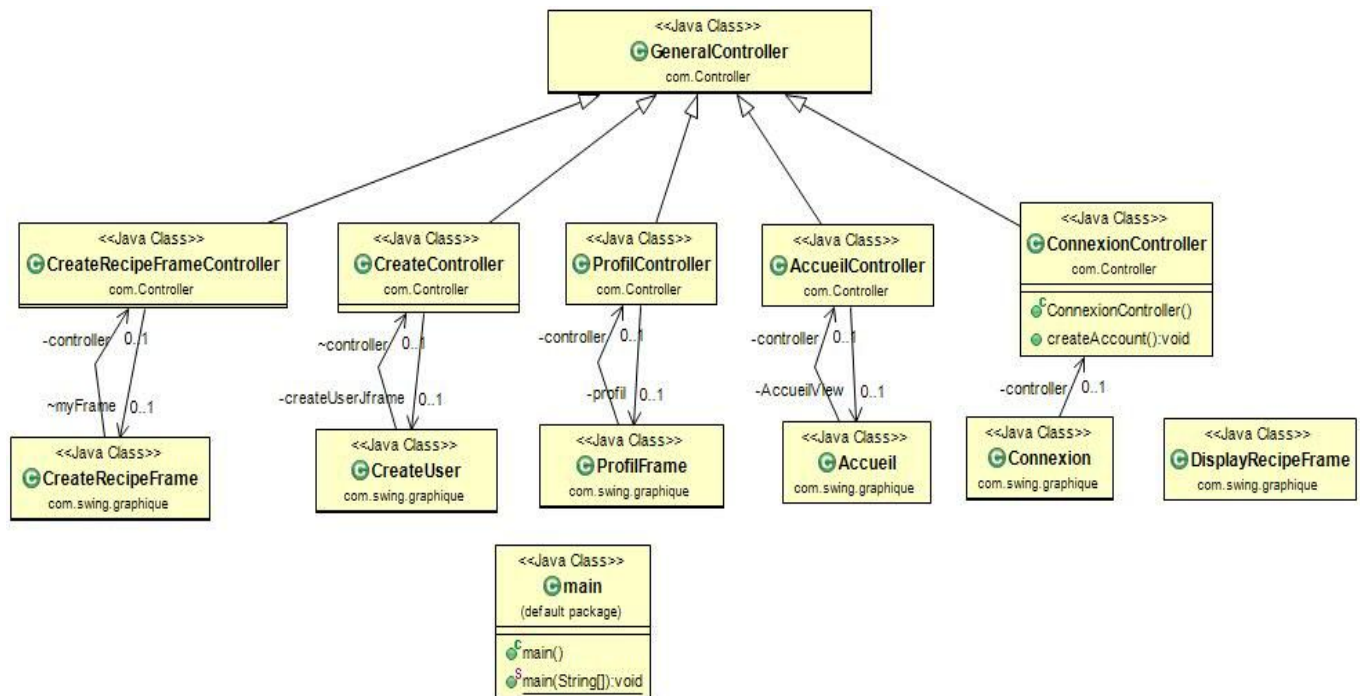 <<Java Class>>
GeneralController
com.Controller
<<Java Class>>
CreateRecipeFrameController
com.Controller
<<Java Class>>
CreateController
com.Controller
<<Java Class>>
ProfilController
com.Controller
<<Java Class>>
AccueilController
com.Controller
<<Java Class>>
ConnexionController
com.Controller
ConnexionController()
createAccount():void
-controller 0..1
~myFrame 0..1
~controller 0..1
-createUserJframe 0..1
-controller 0..1
-profil 0..1
-controller 0..1
-AccueilView 0..1
-controller 0..1
<<Java Class>>
CreateRecipeFrame
com.swing.graphique
<<Java Class>>
CreateUser
com.swing.graphique
<<Java Class>>
ProfilFrame
com.swing.graphique
<<Java Class>>
Accueil
com.swing.graphique
<<Java Class>>
Connexion
com.swing.graphique
<<Java Class>>
DisplayRecipeFrame
com.swing.graphique
<<Java Class>>
main
(default package)
main()
main(String[]):void